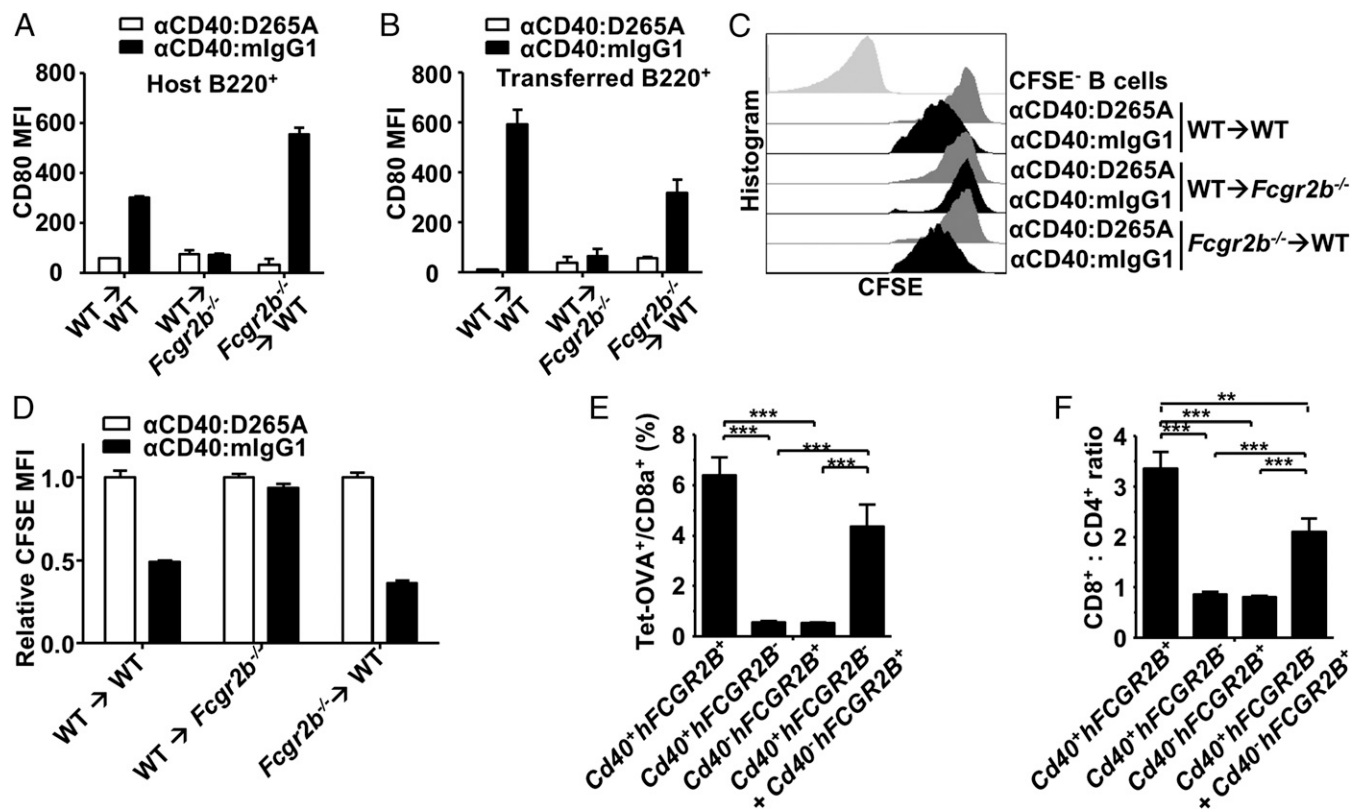 A
αCD40:D265A
αCD40:mIgG1
Host B220+
CD80 MFI
800
600
400
200
0
WT → WT
WT → Fcgr2b-/-
Fcgr2b-/- → WT
B
αCD40:D265A
αCD40:mIgG1
Transferred B220+
CD80 MFI
800
600
400
200
0
WT → WT
WT → Fcgr2b-/-
Fcgr2b-/- → WT
C
Histogram
CFSE
CFSE- B cells
αCD40:D265A
αCD40:mIgG1
WT→WT
αCD40:D265A
αCD40:mIgG1
WT→Fcgr2b-/-
αCD40:D265A
αCD40:mIgG1
Fcgr2b-/-→WT
D
αCD40:D265A
αCD40:mIgG1
Relative CFSE MFI
1.0
0.5
0.0
WT → WT
WT → Fcgr2b-/-
Fcgr2b-/-→ WT
E
***
***
***
***
Tet-OVA+/CD8a+ (%)
8
6
4
2
0
Cd40+hFCGR2B+
Cd40+hFCGR2B-
Cd40-hFCGR2B+
Cd40+hFCGR2B-
+ Cd40-hFCGR2B+
F
**
***
***
***
***
CD8+ : CD4+ ratio
4
3
2
1
0
Cd40+hFCGR2B+
Cd40+hFCGR2B-
Cd40-hFCGR2B+
Cd40+hFCGR2B-
+ Cd40-hFCGR2B+